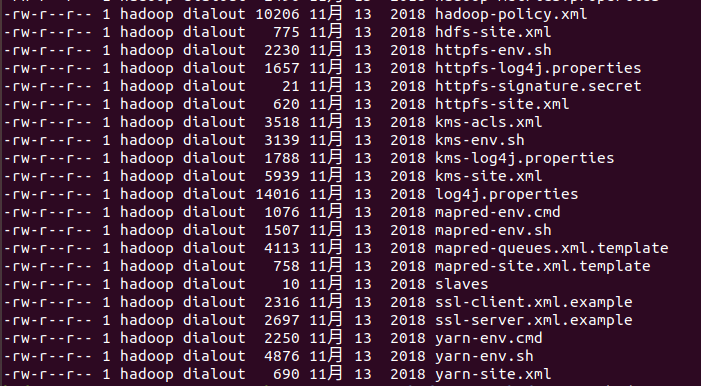 -rw-r--r-- 1 hadoop dialout 10206 11月 13  2018 hadoop-policy.xml
-rw-r--r-- 1 hadoop dialout   775 11月 13  2018 hdfs-site.xml
-rw-r--r-- 1 hadoop dialout  2230 11月 13  2018 httpfs-env.sh
-rw-r--r-- 1 hadoop dialout  1657 11月 13  2018 httpfs-log4j.properties
-rw-r--r-- 1 hadoop dialout    21 11月 13  2018 httpfs-signature.secret
-rw-r--r-- 1 hadoop dialout   620 11月 13  2018 httpfs-site.xml
-rw-r--r-- 1 hadoop dialout  3518 11月 13  2018 kms-acls.xml
-rw-r--r-- 1 hadoop dialout  3139 11月 13  2018 kms-env.sh
-rw-r--r-- 1 hadoop dialout  1788 11月 13  2018 kms-log4j.properties
-rw-r--r-- 1 hadoop dialout  5939 11月 13  2018 kms-site.xml
-rw-r--r-- 1 hadoop dialout 14016 11月 13  2018 log4j.properties
-rw-r--r-- 1 hadoop dialout  1076 11月 13  2018 mapred-env.cmd
-rw-r--r-- 1 hadoop dialout  1507 11月 13  2018 mapred-env.sh
-rw-r--r-- 1 hadoop dialout  4113 11月 13  2018 mapred-queues.xml.template
-rw-r--r-- 1 hadoop dialout   758 11月 13  2018 mapred-site.xml.template
-rw-r--r-- 1 hadoop dialout    10 11月 13  2018 slaves
-rw-r--r-- 1 hadoop dialout  2316 11月 13  2018 ssl-client.xml.example
-rw-r--r-- 1 hadoop dialout  2697 11月 13  2018 ssl-server.xml.example
-rw-r--r-- 1 hadoop dialout  2250 11月 13  2018 yarn-env.cmd
-rw-r--r-- 1 hadoop dialout  4876 11月 13  2018 yarn-env.sh
-rw-r--r-- 1 hadoop dialout   690 11月 13  2018 yarn-site.xml